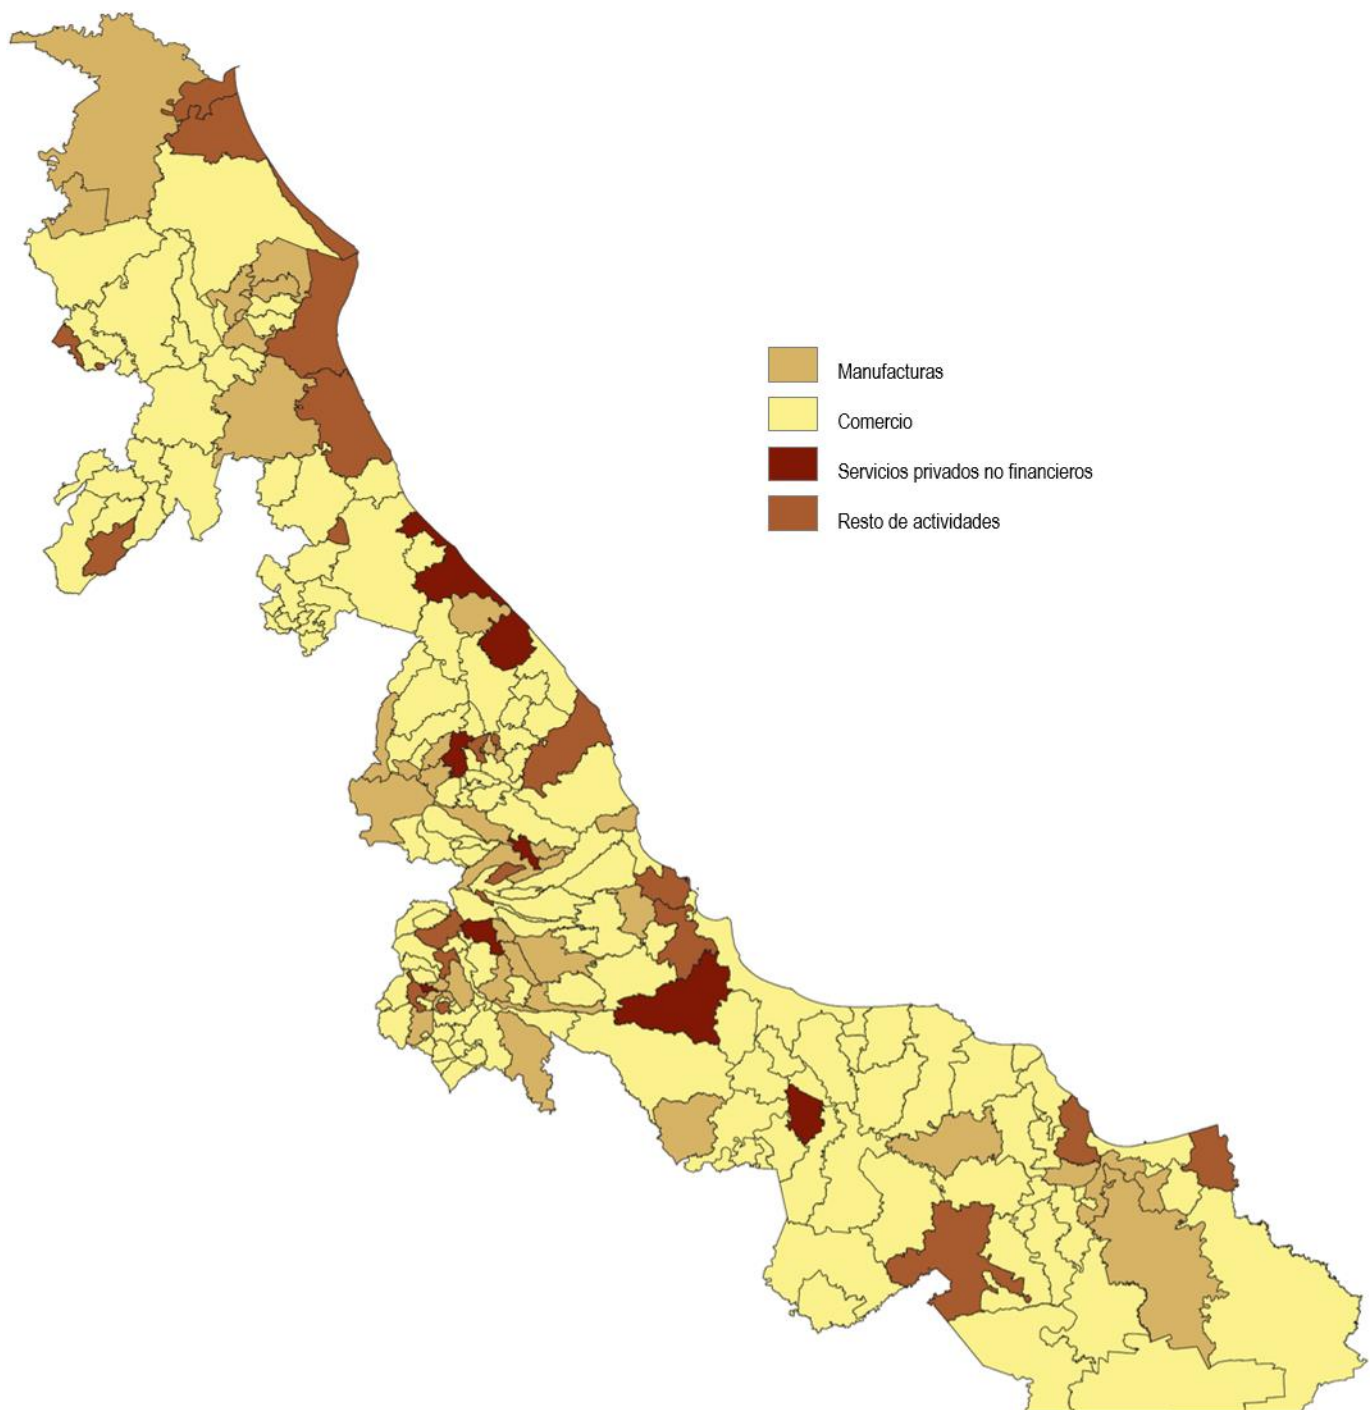 Manufacturas
Comercio
Servicios privados no financieros
Resto de actividades